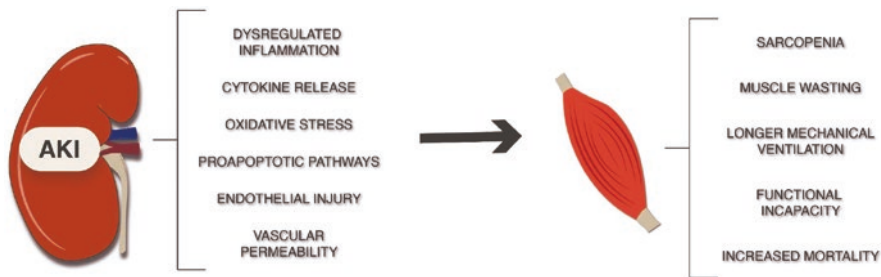 AKI
DYSREGULATED
INFLAMMATION
CYTOKINE RELEASE
OXIDATIVE STRESS
PROAPOPTOTIC PATHWAYS
ENDOTHELIAL INJURY
VASCULAR
PERMEABILITY
SARCOPENIA
MUSCLE WASTING
LONGER MECHANICAL
VENTILATION
FUNCTIONAL
INCAPACITY
INCREASED MORTALITY